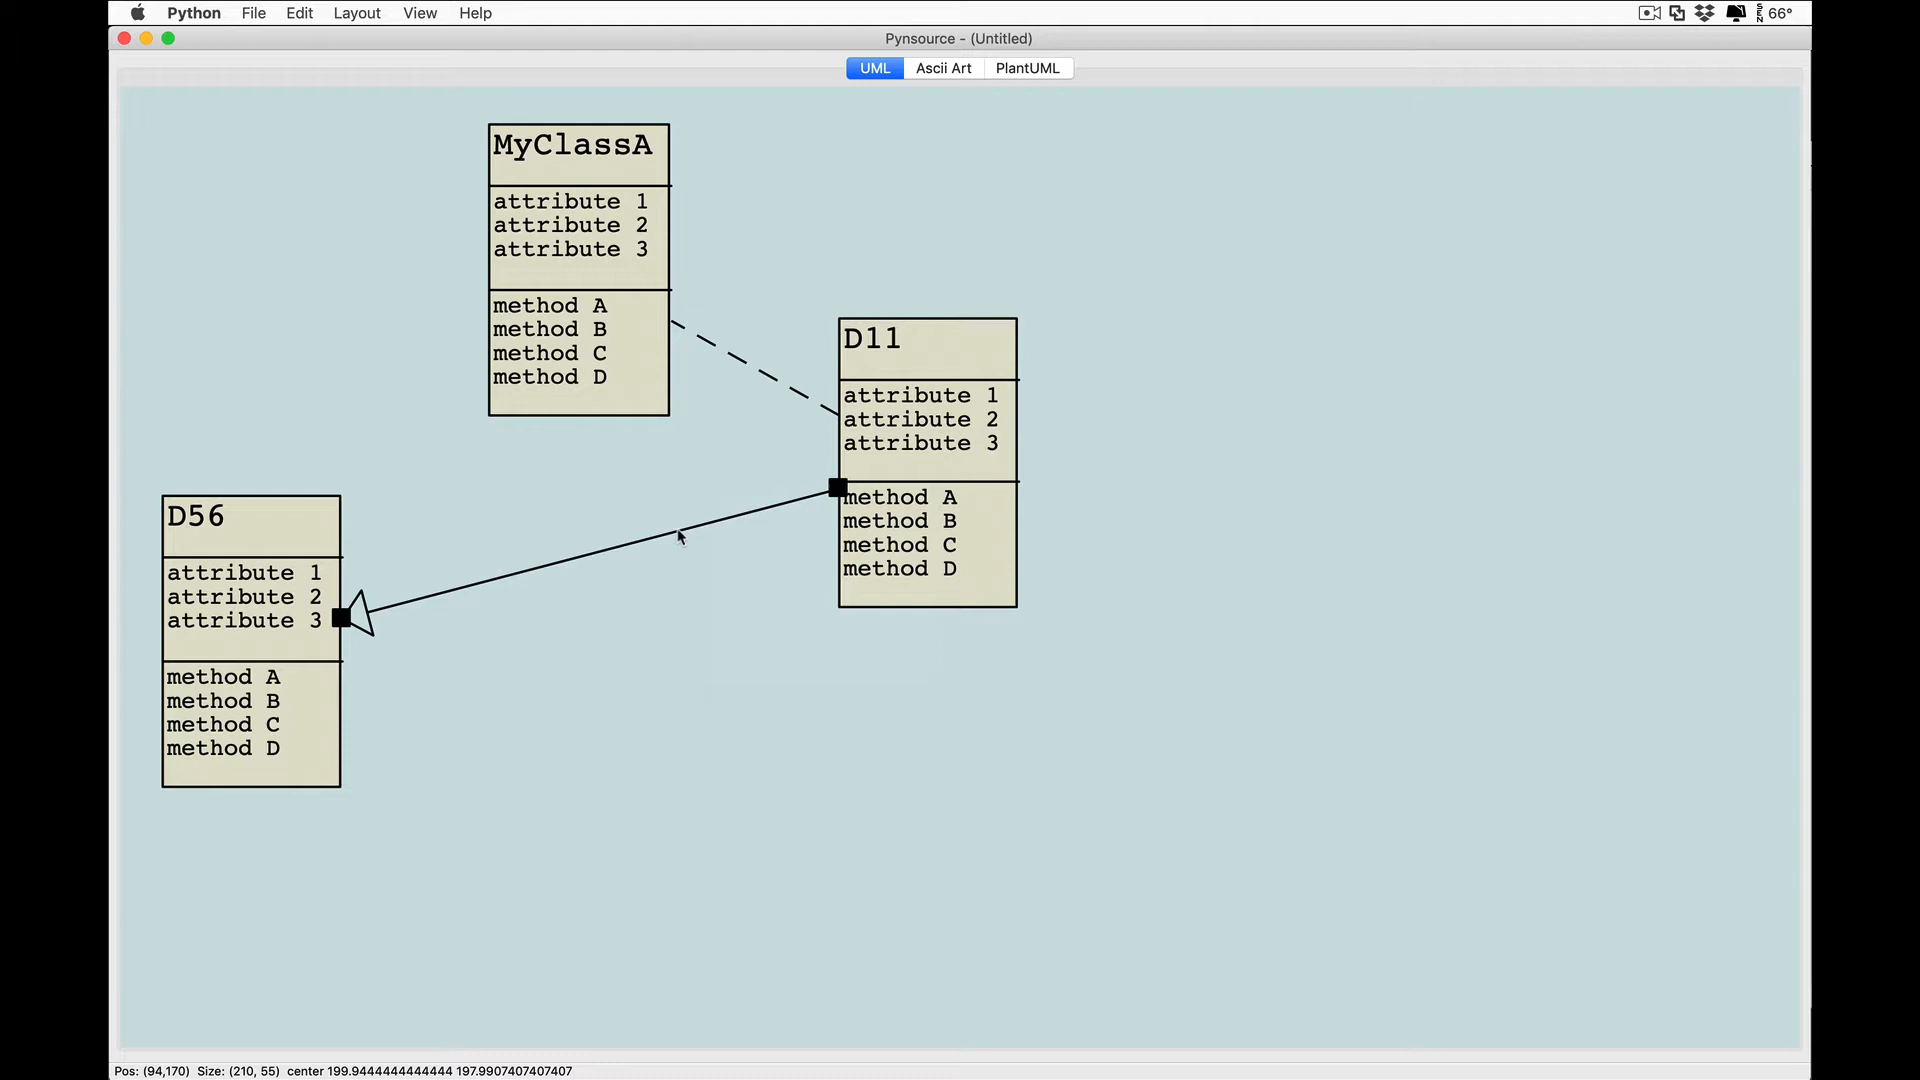 Python File Edit Layout View Help 66°
Pynsource - (Untitled)
UML Ascii Art PlantUML
MyClassA
attribute 1
attribute 2
attribute 3
method A
method B
method C
method D
D11
attribute 1
attribute 2
attribute 3
method A
method B
method C
method D
D56
attribute 1
attribute 2
attribute 3
method A
method B
method C
method D
Pos: (94,170) Size: (210, 55) center 199.9444444444444 197.9907407407407